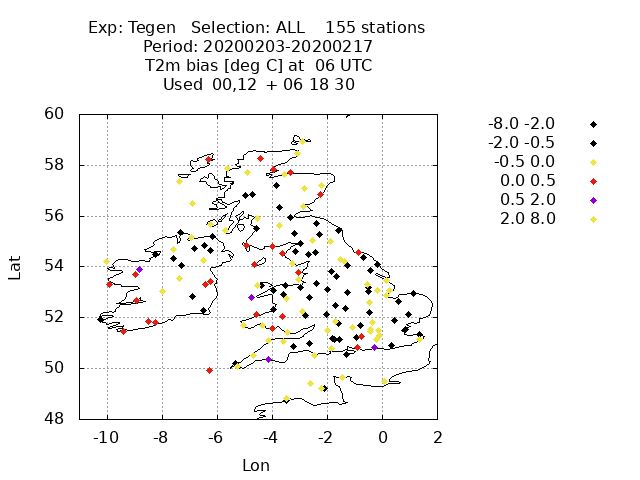 Exp: Tegen   Selection: ALL    155 stations
Period: 20200203-20200217
T2m bias [deg C] at  06 UTC
Used  00,12  + 06 18 30
60
58
56
54
52
50
48
Lat
-10 -8 -6 -4 -2 0 2
Lon
-8.0 -2.0
-2.0 -0.5
-0.5 0.0
0.0 0.5
0.5 2.0
2.0 8.0